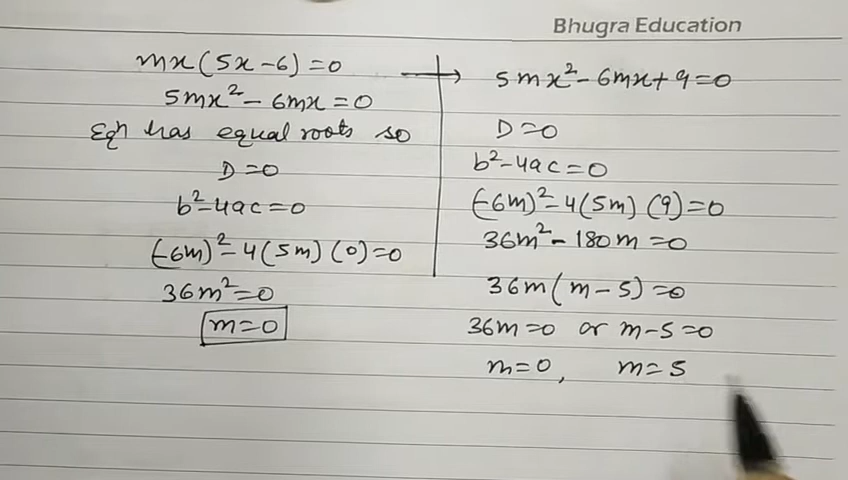 Bhugra Education
mx(5x-6)=0
5mx²-6mx=0
Eqn has equal roots so
D=0
b²-4ac=0
(-6m)²-4(5m)(0)=0
36m²=0
m=0
5mx²-6mx+9=0
D=0
b²-4ac=0
(-6m)²-4(5m)(9)=0
36m²-180m=0
36m(m-5)=0
36m=0 or m-5=0
m=0, m=5